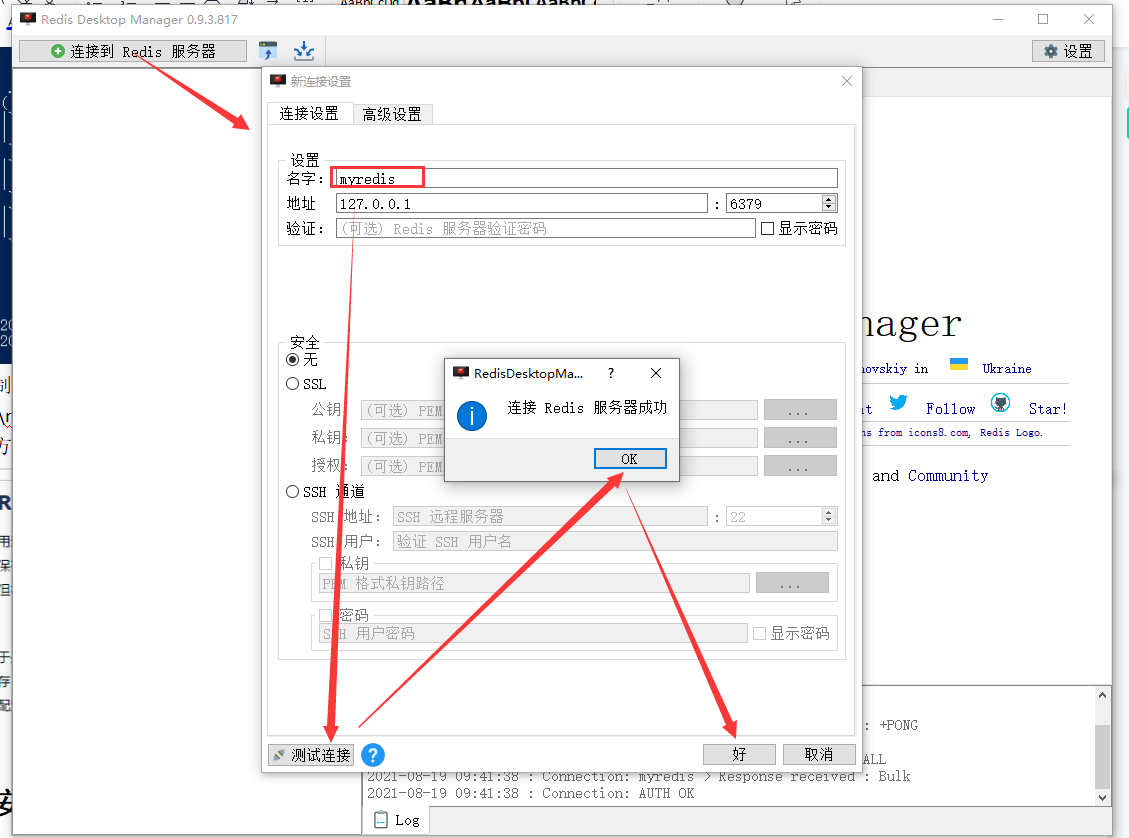 Redis Desktop Manager 0.9.3.817
连接到 Redis 服务器
设置
新连接设置
连接设置 高级设置
设置
名字: myredis
地址 127.0.0.1 : 6379
验证: (可选) Redis 服务器验证密码 显示密码
nager
安全
无
SSL
公钥: (可选) PEM ...
私钥: (可选) PEM ...
授权: (可选) PEM ...
RedisDesktopMa... ?
连接 Redis 服务器成功
OK
in Ukraine
Follow Star!
from icons8.com, Redis Logo.
and Community
SSH 通道
SSH 地址: SSH 远程服务器 : 22
SSH 用户: 验证 SSH 用户名
私钥
PEM 格式私钥路径 ...
密码
SSH 用户密码 显示密码
测试连接 ? 好 取消
: +PONG
2021-08-19 09:41:38 : Connection: myredis > Response received : Bulk
2021-08-19 09:41:38 : Connection: AUTH OK
Log